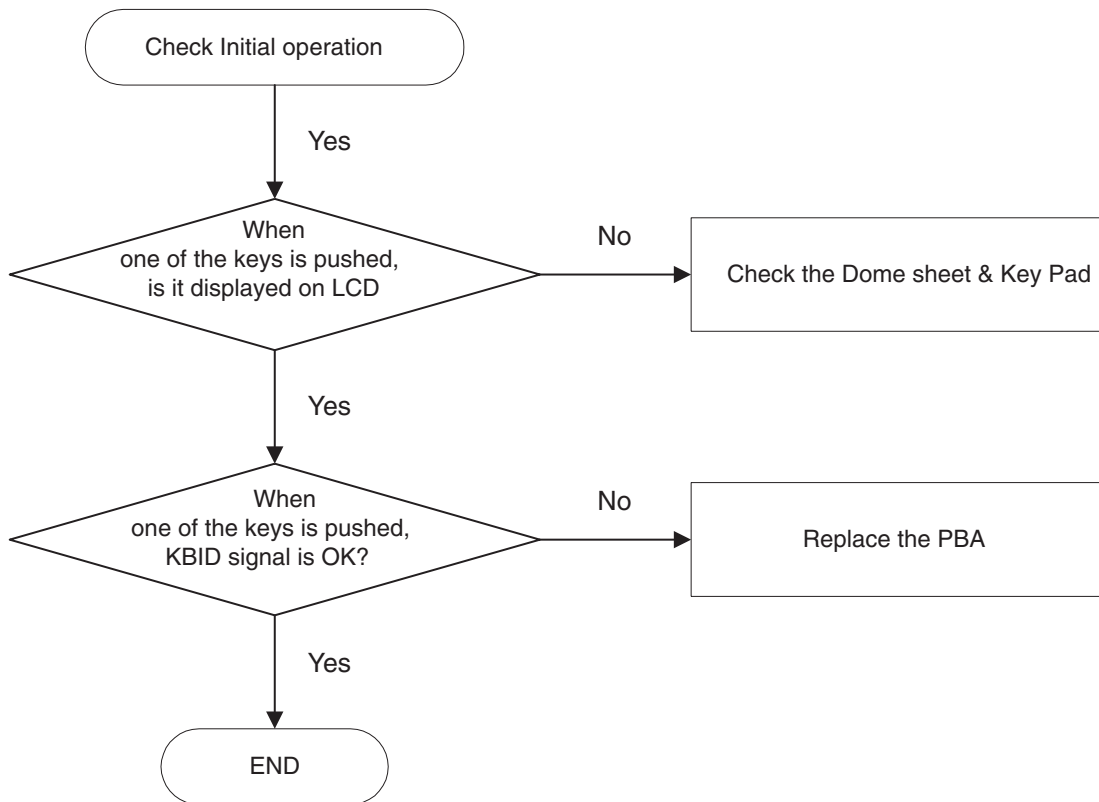 Check Initial operation
Yes
When
one of the keys is pushed,
is it displayed on LCD
No
Check the Dome sheet & Key Pad
Yes
When
one of the keys is pushed,
KBID signal is OK?
No
Replace the PBA
Yes
END